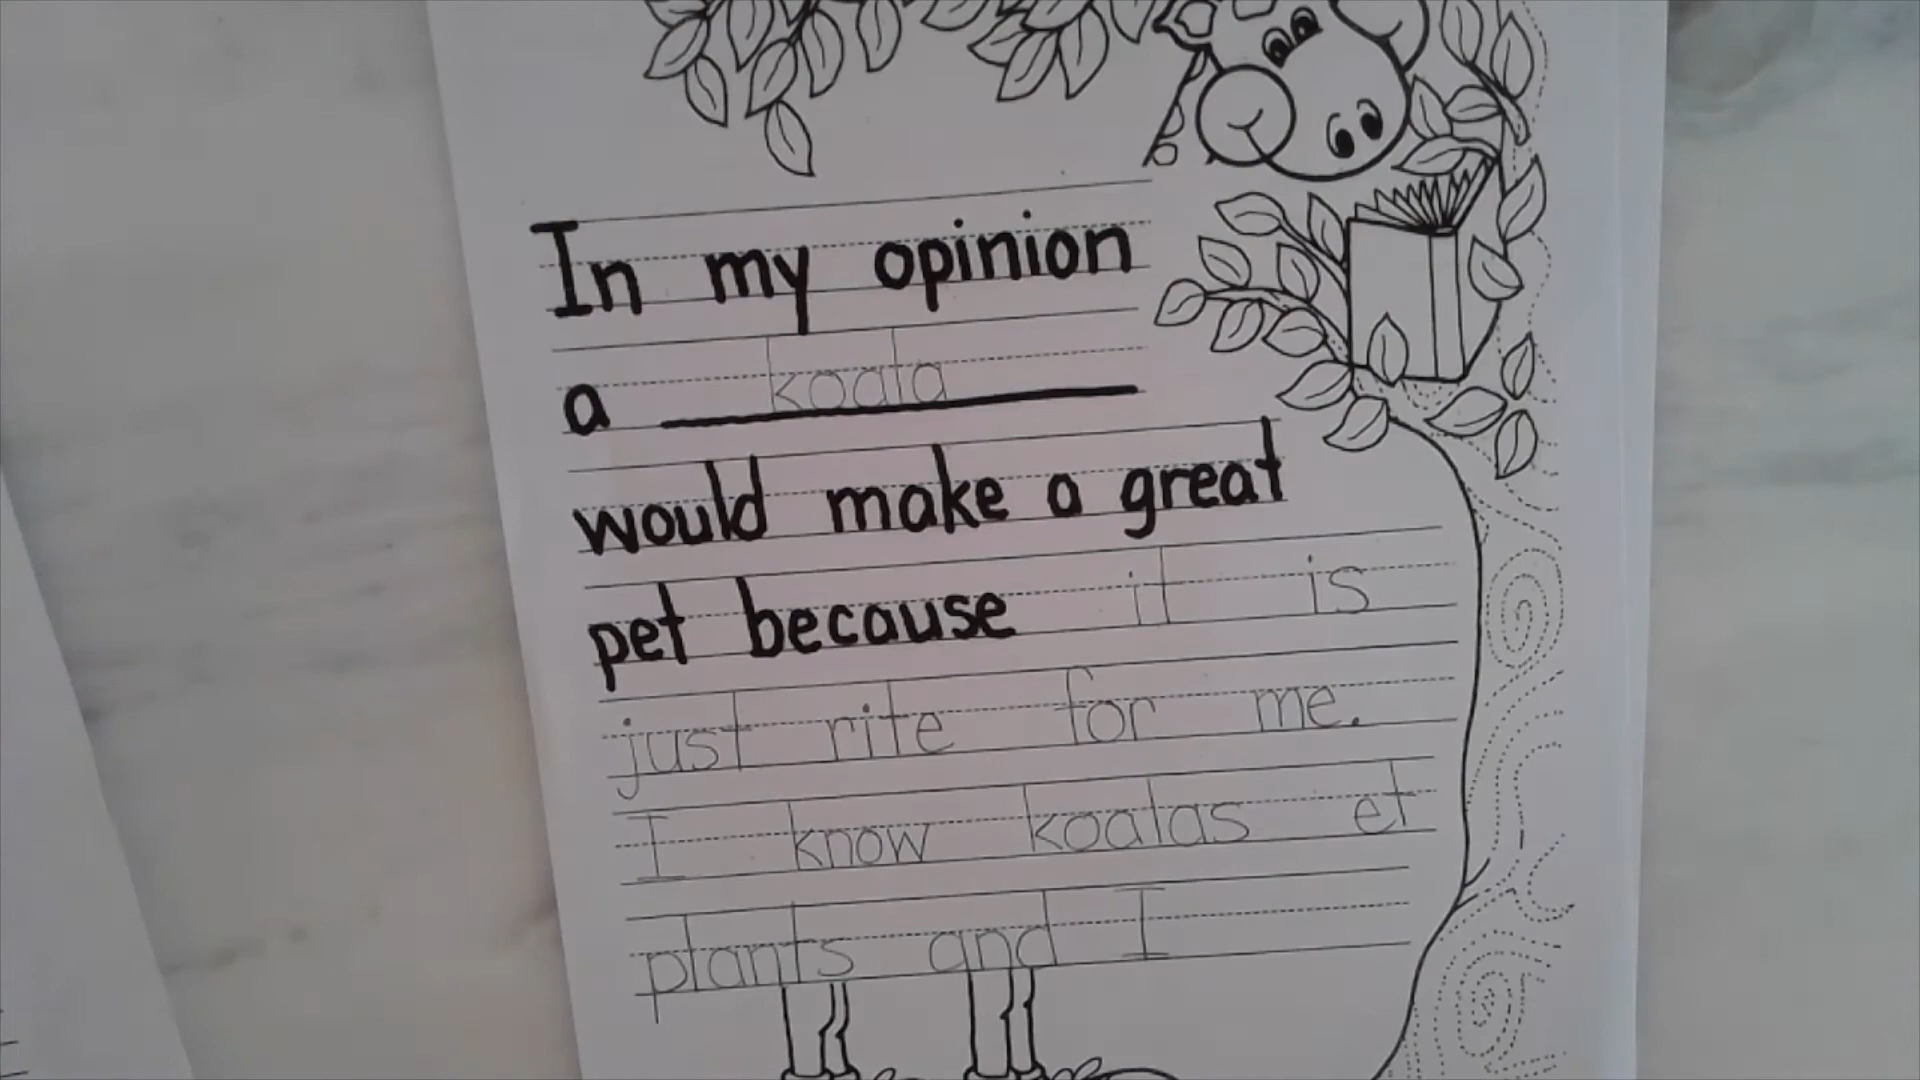 In my opinion
a koala
would make a great
pet because it is
just rite for me.
I know koalas et
plants and I